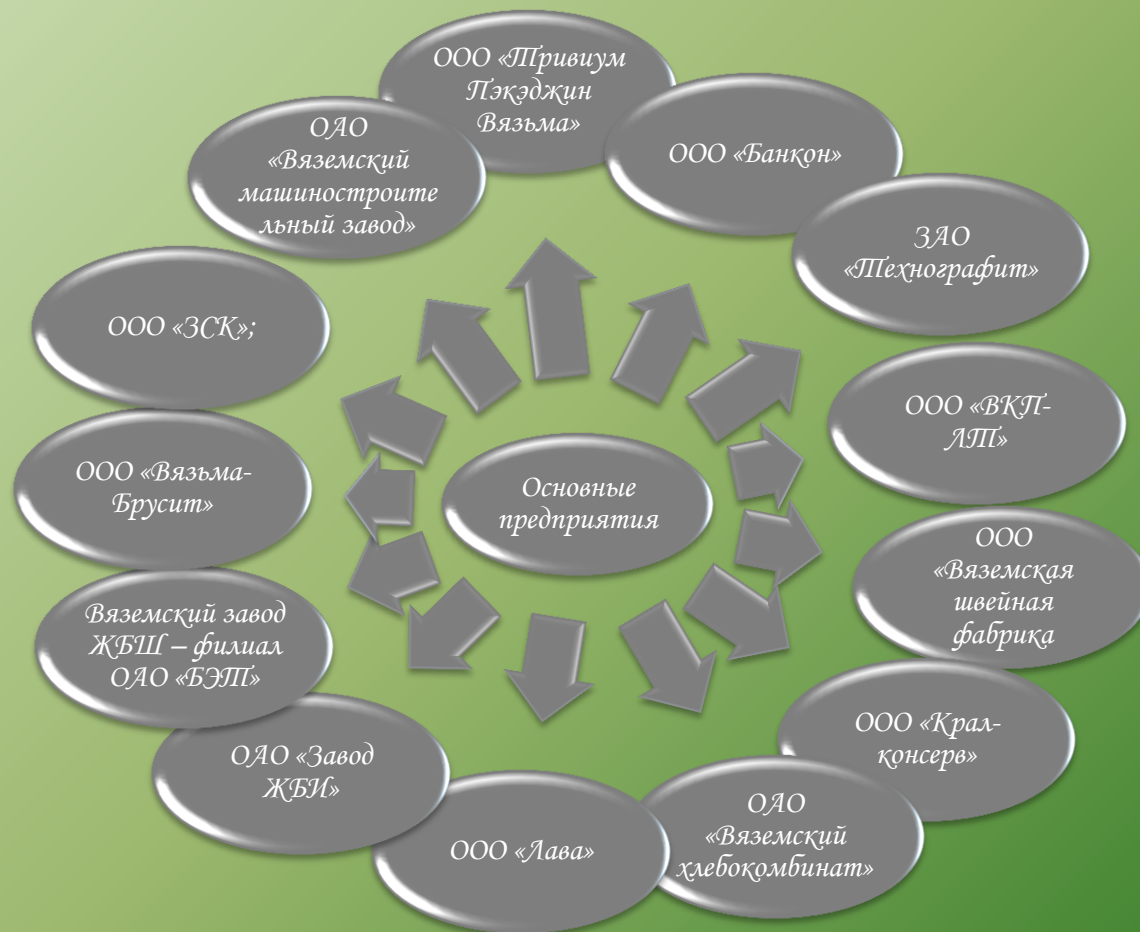 ООО «Тривиум
Пэкэджин
Вязьма»
ООО «Банкон»
ЗАО
«Технографит»
ООО «ВКП-
ЛТ»
ООО
«Вяземская
швейная
фабрика
ООО «Крал-
консерв»
ОАО
«Вяземский
хлебокомбинат»
ООО «Лава»
ОАО «Завод
ЖБИ»
Вяземский завод
ЖБШ – филиал
ОАО «БЭТ»
ООО «Вязьма-
Брусит»
ООО «ЗСК»;
ОАО
«Вяземский
машиностроите
льный завод»
Основные
предприятия